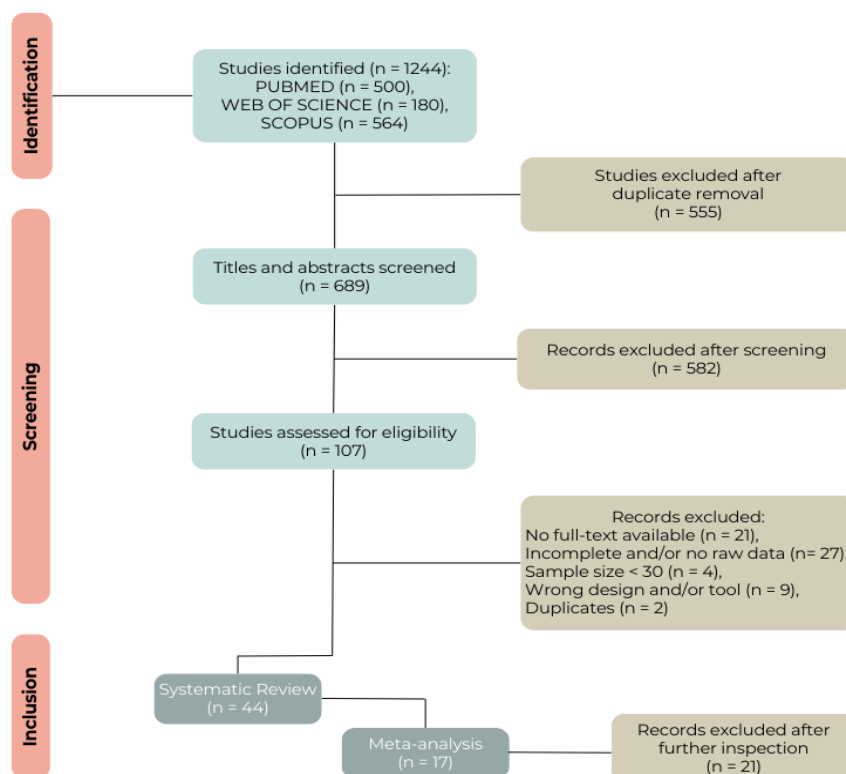 Identification
Studies identified (n = 1244):
PUBMED (n = 500),
WEB OF SCIENCE (n = 180),
SCOPUS (n = 564)
Studies excluded after
duplicate removal
(n = 555)
Screening
Titles and abstracts screened
(n = 689)
Records excluded after screening
(n = 582)
Studies assessed for eligibility
(n = 107)
Records excluded:
No full-text available (n = 21),
Incomplete and/or no raw data (n= 27),
Sample size < 30 (n = 4),
Wrong design and/or tool (n = 9),
Duplicates (n = 2)
Inclusion
Systematic Review
(n = 44)
Meta-analysis
(n = 17)
Records excluded after
further inspection
(n = 21)